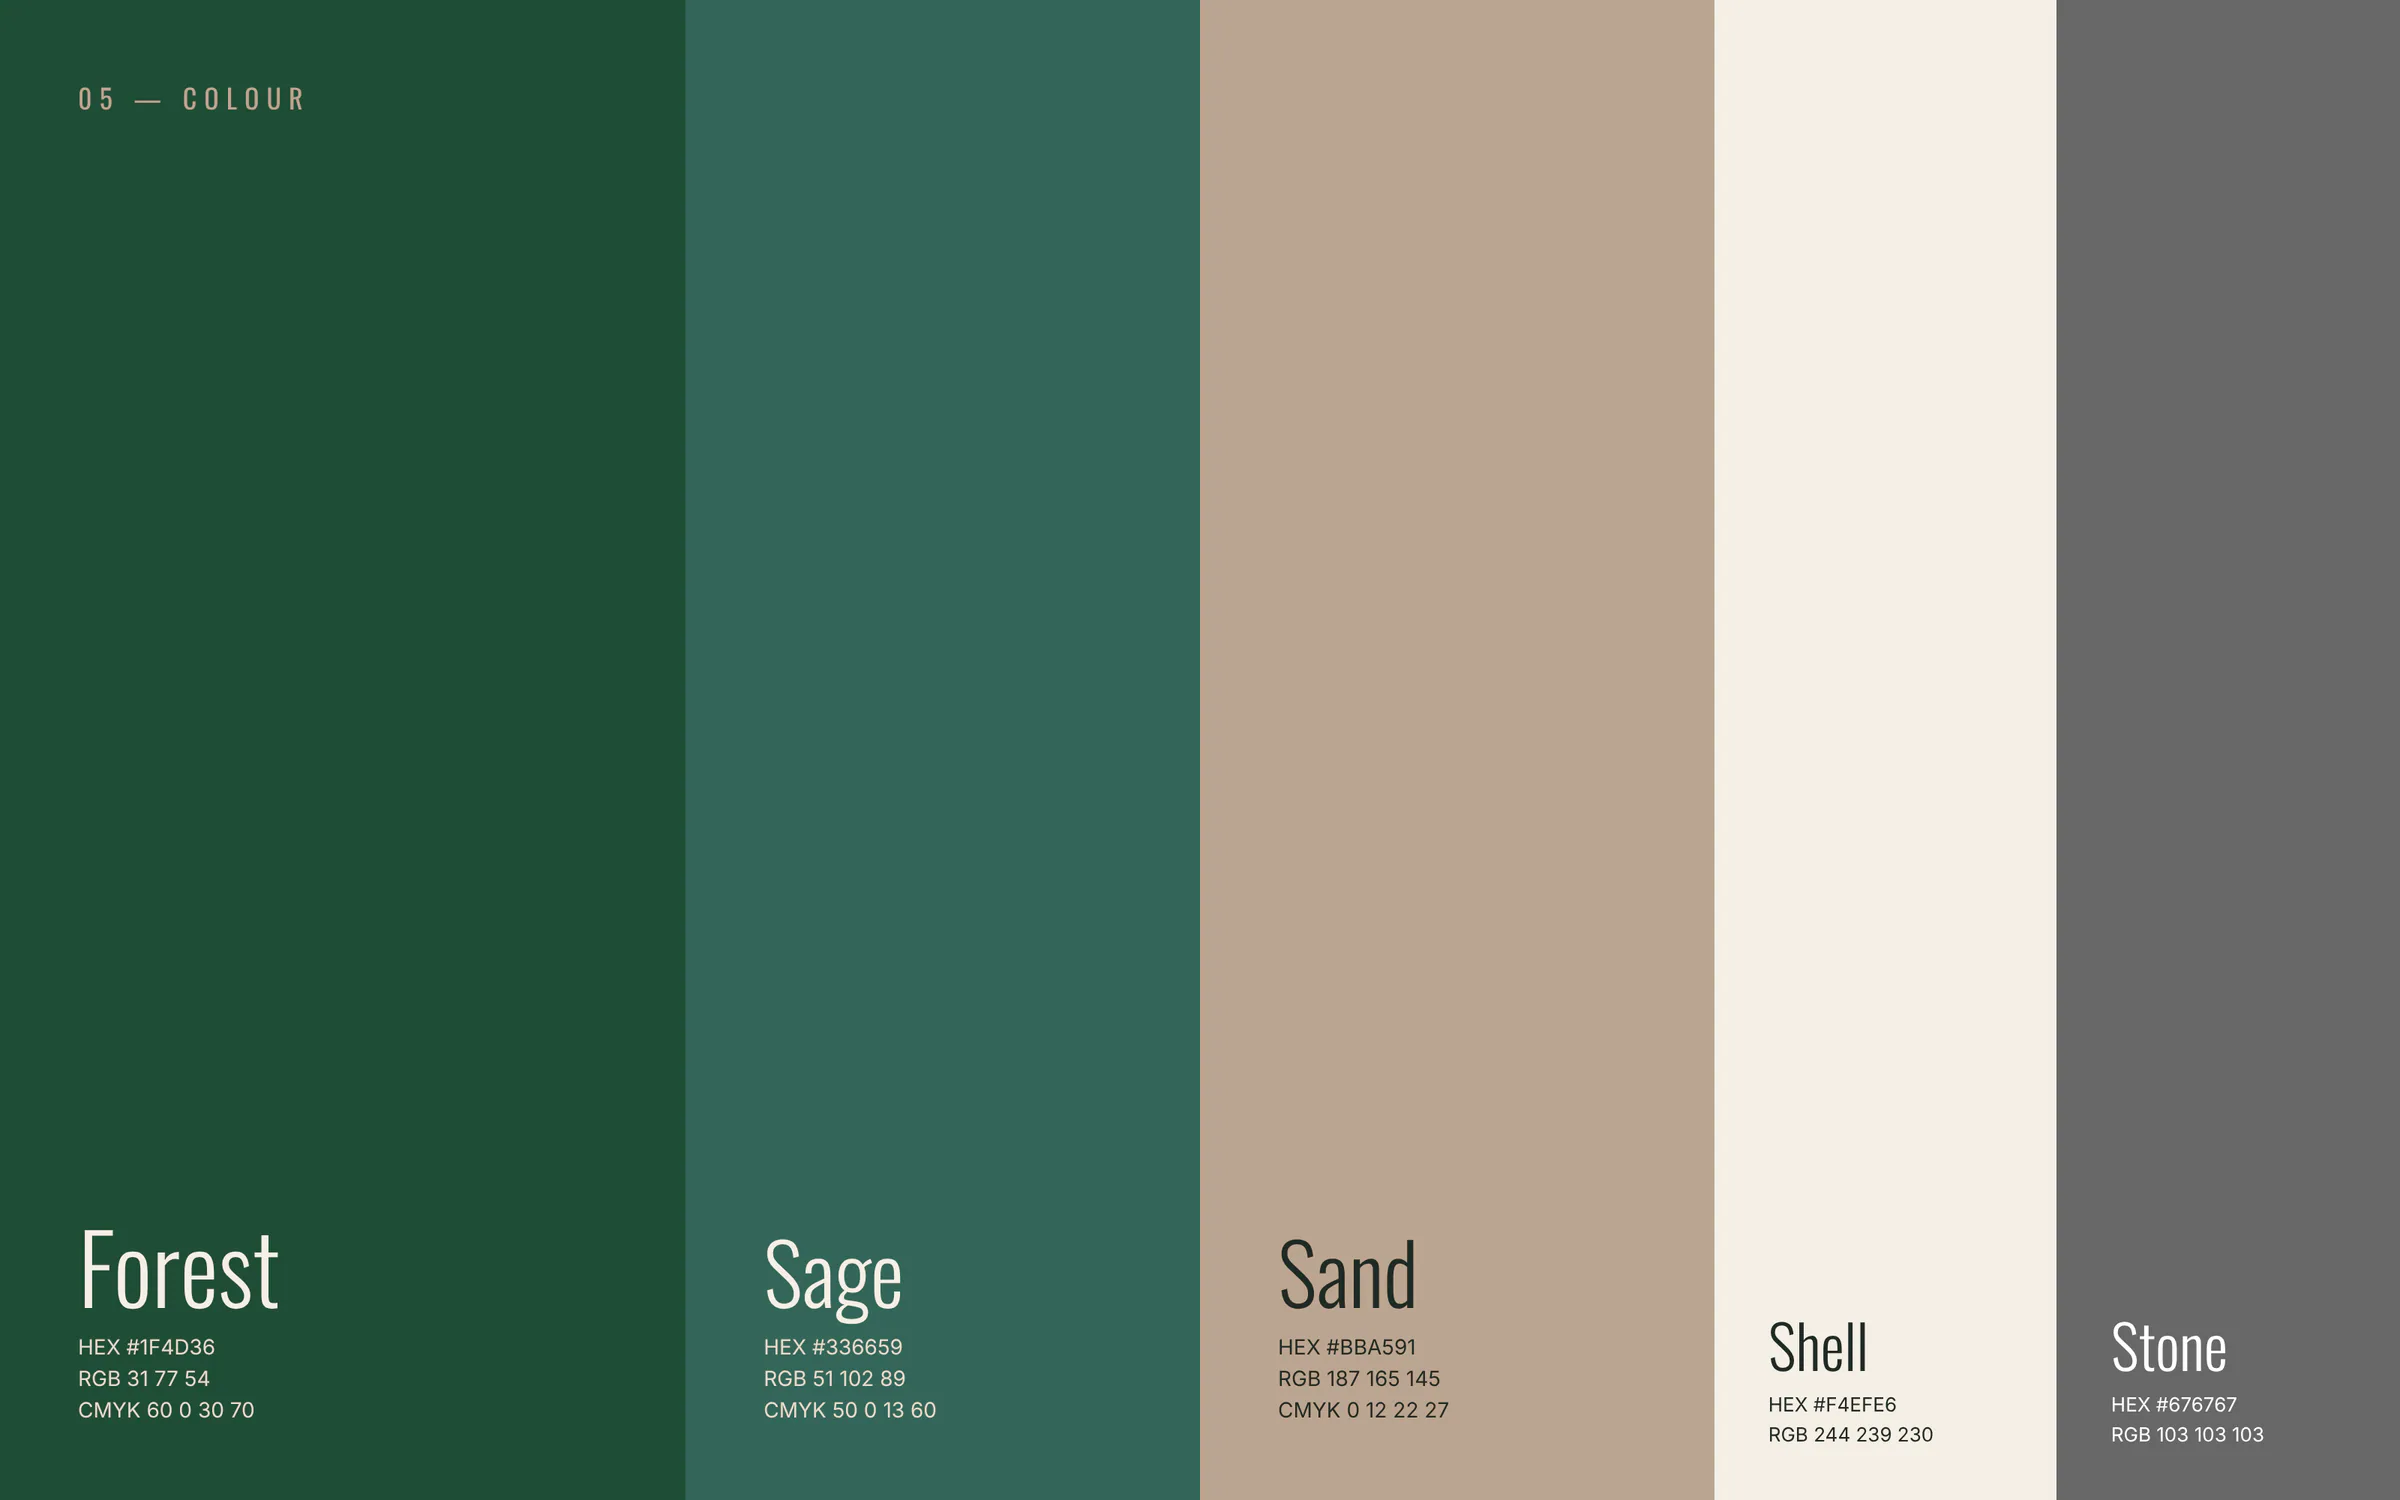 05 — COLOUR
Forest
HEX #1F4D36
RGB 31 77 54
CMYK 60 0 30 70
Sage
HEX #336659
RGB 51 102 89
CMYK 50 0 13 60
Sand
HEX #BBA591
RGB 187 165 145
CMYK 0 12 22 27
Shell
HEX #F4EFE6
RGB 244 239 230
Stone
HEX #676767
RGB 103 103 103